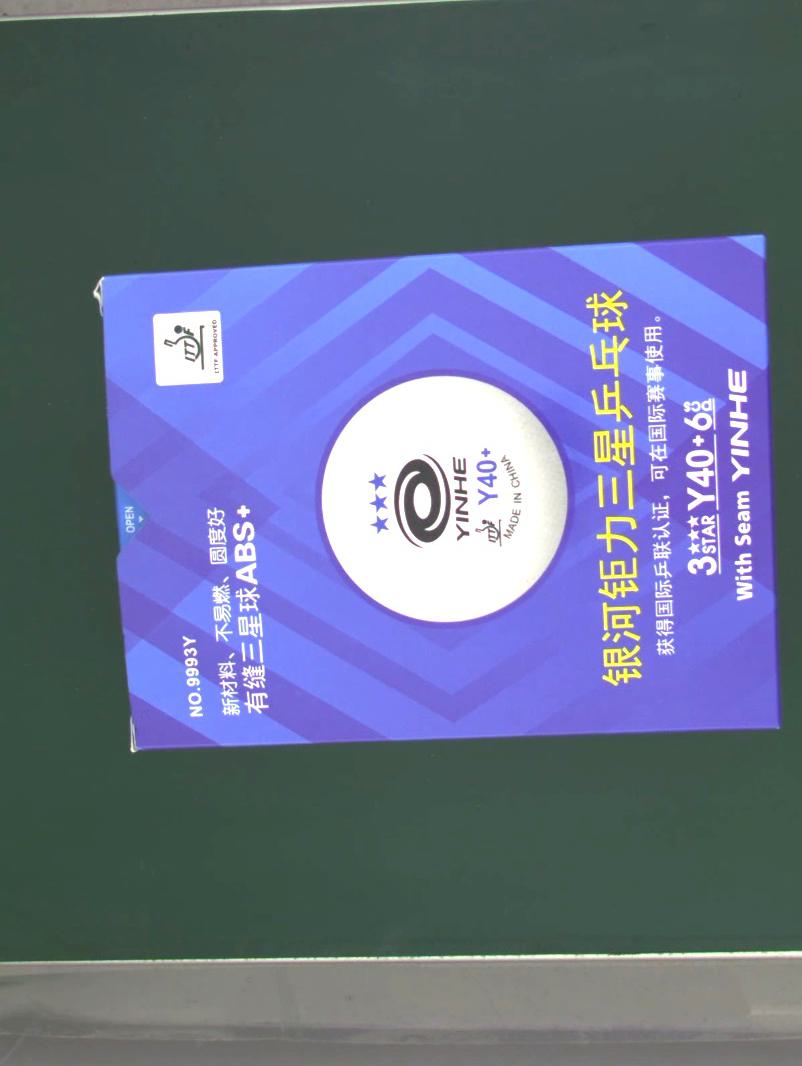 OPEN
NO.9993Y
新材料、不易燃、圆度好
有缝三星球ABS+
ITTF
ITTF APPROVED
YINHE
Y40+
MADE IN CHINA
银河钜力三星乒乓球
获得国际乒联认证，可在国际赛事使用。
3 STAR Y40+ 6
With Seam YINHE